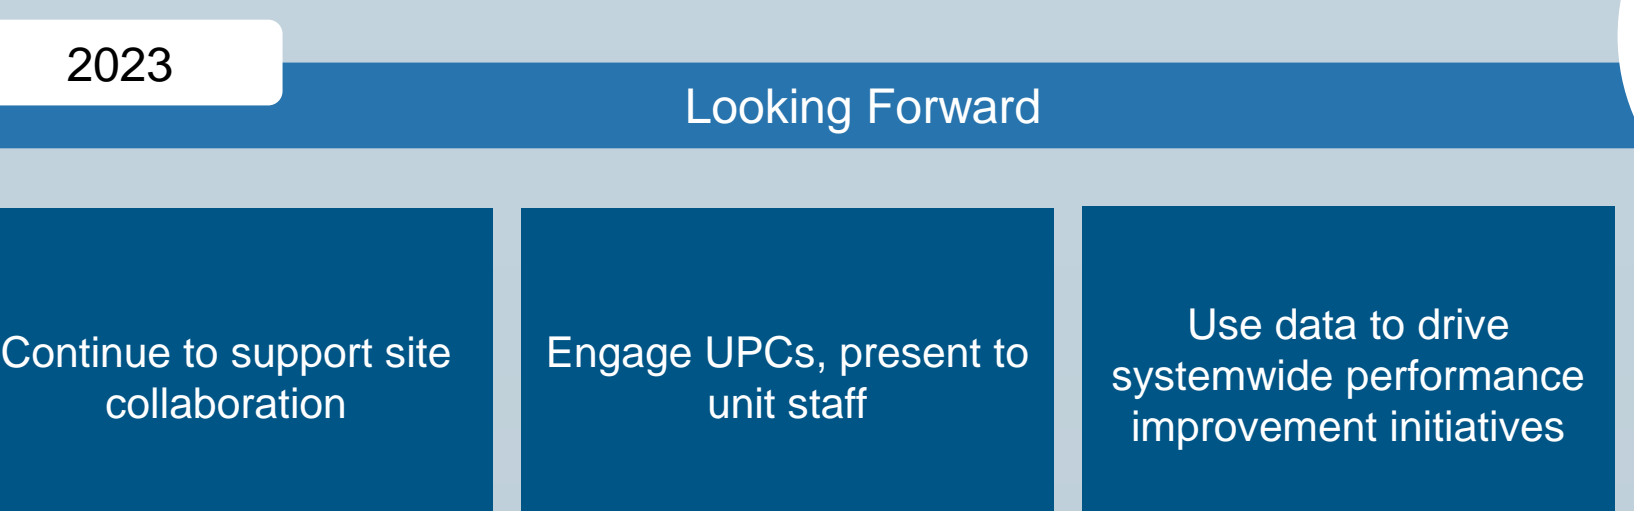 2023
Looking Forward
Continue to support site
collaboration
Engage UPCs, present to
unit staff
Use data to drive
systemwide performance
improvement initiatives